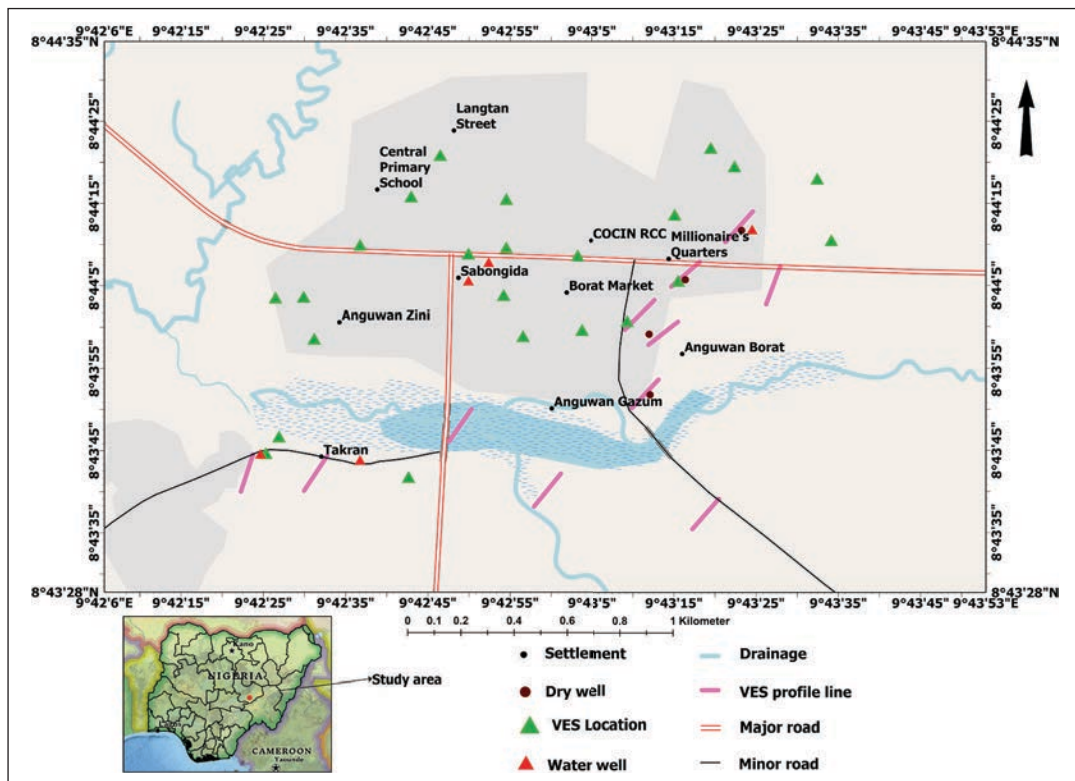 9°42'6"E 9°42'15"E 9°42'25"E 9°42'35"E 9°42'45"E 9°42'55"E 9°43'5"E 9°43'15"E 9°43'25"E 9°43'35"E 9°43'45"E 9°43'53"E
8°44'35"N
8°44'35"N
8°44'25"
8°44'25"
Langtan
Street
Central
Primary
School
8°44'15"
8°44'15"
COCIN RCC
Millionaire's
Quarters
8°44'5"
8°44'5"
Sabongida
Borat Market
Anguwan Zini
Anguwan Borat
8°43'55"
8°43'55"
Anguwan Gazum
8°43'45"
8°43'45"
Takran
8°43'35"
8°43'35"
8°43'28"N
8°43'28"N
9°42'6"E 9°42'15"E 9°42'25"E 9°42'35"E 9°42'45"E 9°42'55"E 9°43'5"E 9°43'15"E 9°43'25"E 9°43'35"E 9°43'45"E 9°43'53"E
0 0.1 0.2 0.4 0.6 0.8 1 Kilometer
Kano
NIGERIA
Lagos
CAMEROON
Yaounde
Study area
Settlement
Dry well
VES Location
Water well
Drainage
VES profile line
Major road
Minor road